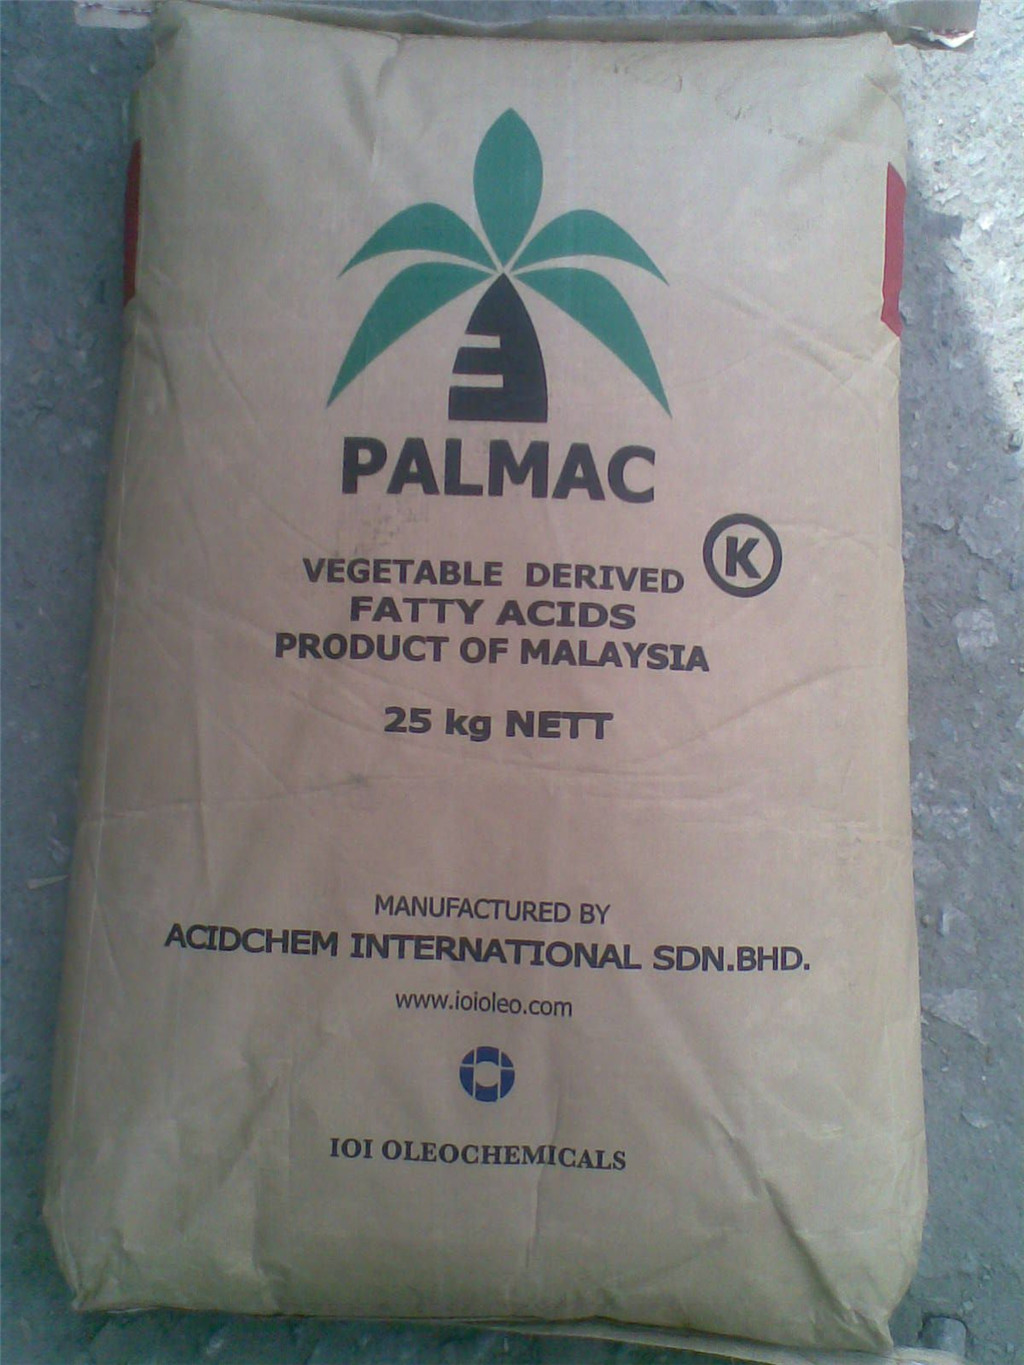 PALMAC
K
VEGETABLE DERIVED
FATTY ACIDS
PRODUCT OF MALAYSIA
25 kg NETT
MANUFACTURED BY
ACIDCHEM INTERNATIONAL SDN.BHD.
www.ioioleo.com
IOI OLEOCHEMICALS